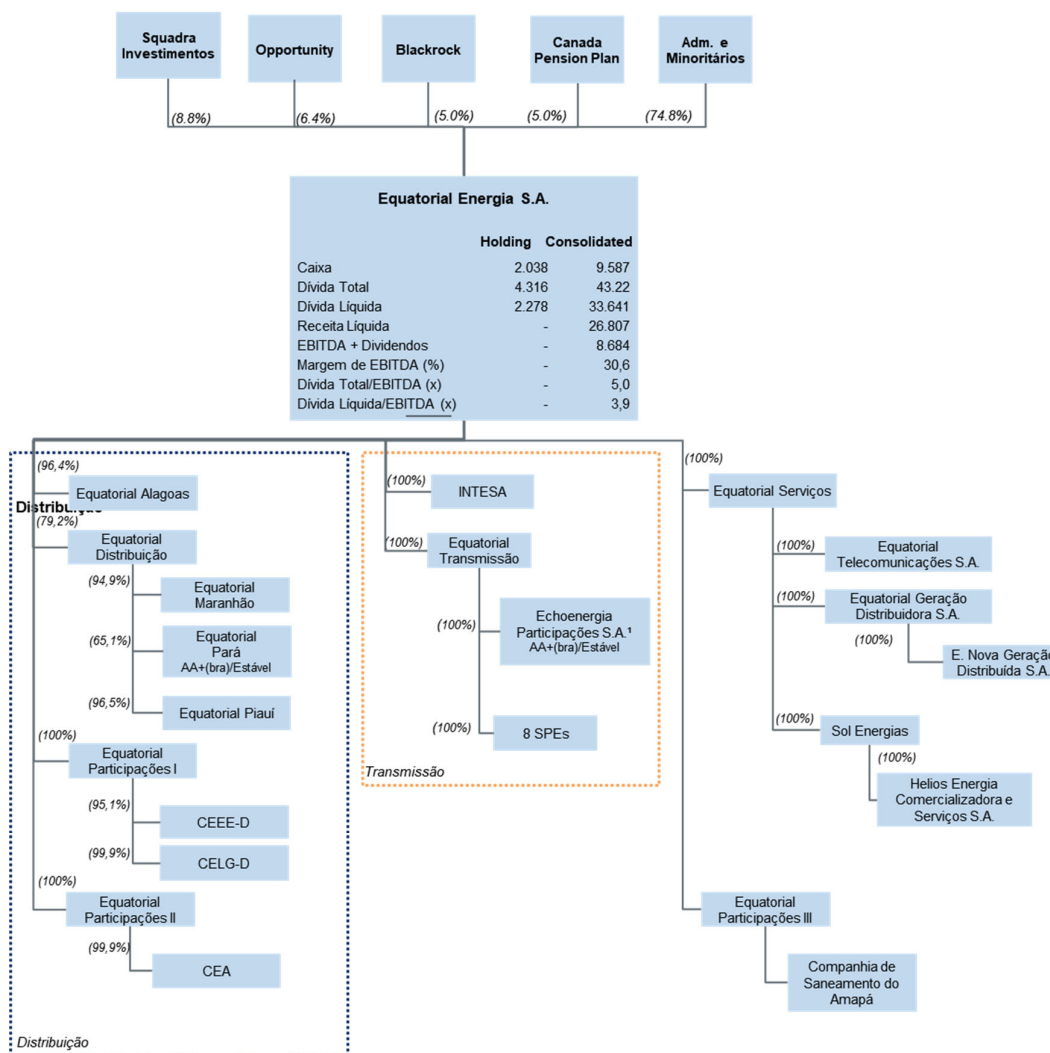 Squadra
Investimentos
Opportunity
Blackrock
Canada
Pension Plan
Adm. e
Minoritários
(8.8%)
(6.4%)
(5.0%)
(5.0%)
(74.8%)
Equatorial Energia S.A.
Holding Consolidated
Caixa 2.038 9.587
Dívida Total 4.316 43.22
Dívida Líquida 2.278 33.641
Receita Líquida - 26.807
EBITDA + Dividendos - 8.684
Margem de EBITDA (%) - 30,6
Dívida Total/EBITDA (x) - 5,0
Dívida Líquida/EBITDA (x) - 3,9
(96,4%)
Equatorial Alagoas
Distribuição
(79,2%)
Equatorial
Distribuição
(94,9%)
Equatorial
Maranhão
(65,1%)
Equatorial
Pará
AA+(bra)/Estável
(96,5%)
Equatorial Piauí
(100%)
Equatorial
Participações I
(95,1%)
CEEE-D
(99,9%)
CELG-D
(100%)
Equatorial
Participações II
(99,9%)
CEA
Distribuição
(100%)
INTESA
(100%)
Equatorial
Transmissão
(100%)
Echoenergia
Participações S.A.¹
AA+(bra)/Estável
(100%)
8 SPEs
Transmissão
(100%)
Equatorial Serviços
(100%)
Equatorial
Telecomunicações S.A.
(100%)
Equatorial Geração
Distribuidora S.A.
(100%)
E. Nova Geração
Distribuída S.A.
(100%)
Sol Energias
(100%)
Helios Energia
Comercializadora e
Serviços S.A.
Equatorial
Participações III
Companhia de
Saneamento do
Amapá